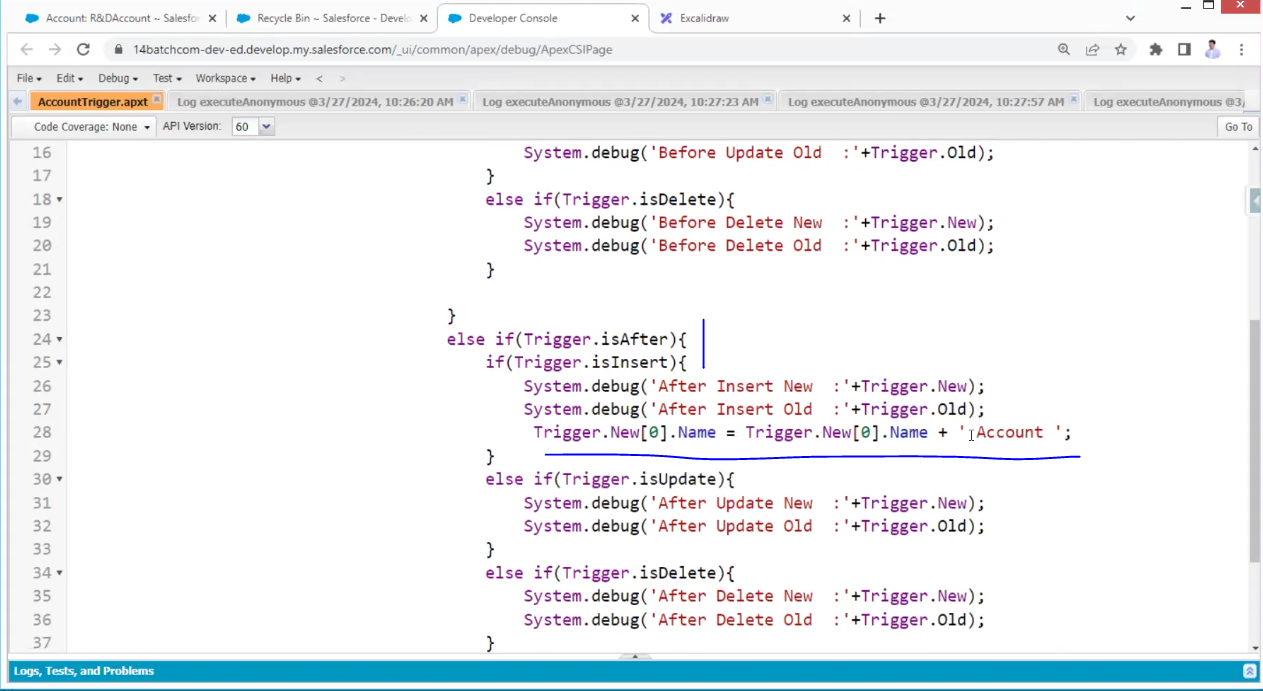 Account: R&DAccount ~ Salesfo
Recycle Bin ~ Salesforce - Develo
Developer Console
Excalidraw
14batchcom-dev-ed.develop.my.salesforce.com/_ui/common/apex/debug/ApexCSIPage
File Edit Debug Test Workspace Help < >
AccountTrigger.apxt
Log executeAnonymous @3/27/2024, 10:26:20 AM
Log executeAnonymous @3/27/2024, 10:27:23 AM
Log executeAnonymous @3/27/2024, 10:27:57 AM
Log executeAnonymous @3/
Code Coverage: None API Version: 60 Go To
16 System.debug('Before Update Old  :'+Trigger.Old);
17 }
18 else if(Trigger.isDelete){
19 System.debug('Before Delete New  :'+Trigger.New);
20 System.debug('Before Delete Old  :'+Trigger.Old);
21 }
22
23 }
24 else if(Trigger.isAfter){
25 if(Trigger.isInsert){
26 System.debug('After Insert New  :'+Trigger.New);
27 System.debug('After Insert Old  :'+Trigger.Old);
28 Trigger.New[0].Name = Trigger.New[0].Name + ' Account ';
29 }
30 else if(Trigger.isUpdate){
31 System.debug('After Update New  :'+Trigger.New);
32 System.debug('After Update Old  :'+Trigger.Old);
33 }
34 else if(Trigger.isDelete){
35 System.debug('After Delete New  :'+Trigger.New);
36 System.debug('After Delete Old  :'+Trigger.Old);
37 }
Logs, Tests, and Problems